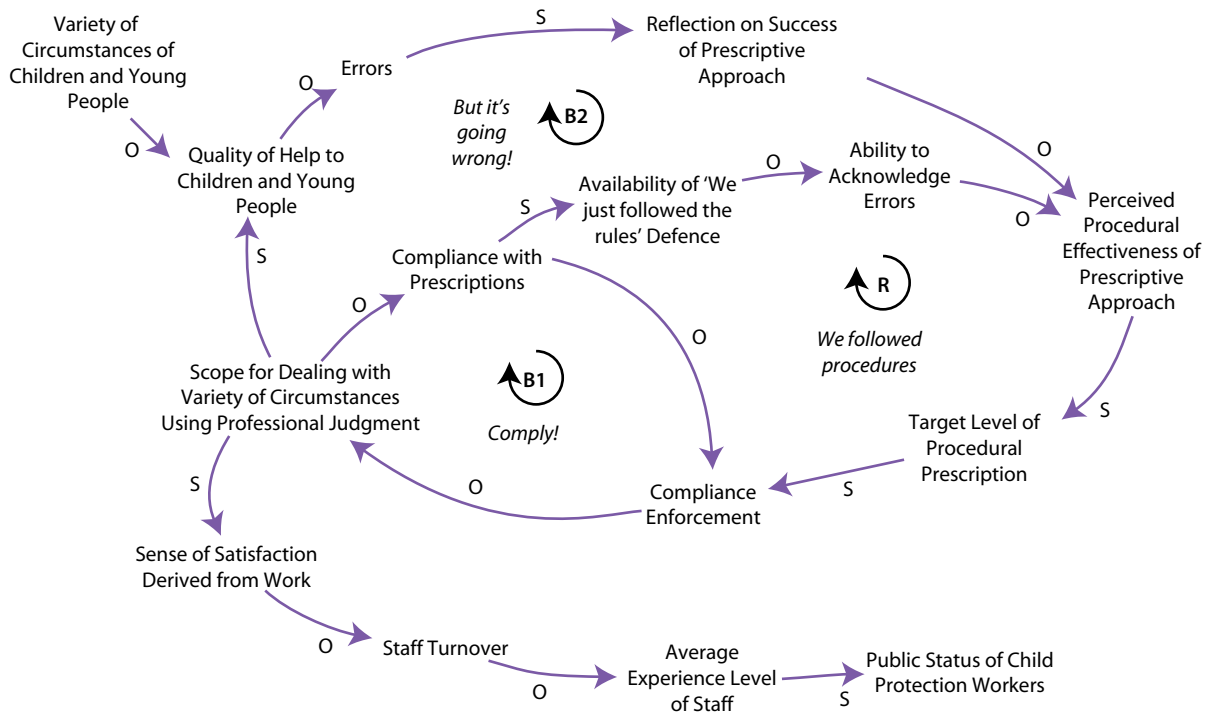 Variety of
Circumstances of
Children and Young
People
O
Quality of Help to
Children and Young
People
O
Errors
S
Reflection on Success
of Prescriptive
Approach
O
But it's
going
wrong!
B2
S
Compliance with
Prescriptions
S
Availability of ‘We
just followed the
rules’ Defence
O
Ability to
Acknowledge
Errors
O
Perceived
Procedural
Effectiveness of
Prescriptive
Approach
R
We followed
procedures
O
O
Scope for Dealing with
Variety of Circumstances
Using Professional Judgment
B1
Comply!
S
Target Level of
Procedural
Prescription
S
Compliance
Enforcement
O
S
Sense of Satisfaction
Derived from Work
O
Staff Turnover
O
Average
Experience Level
of Staff
S
Public Status of Child
Protection Workers